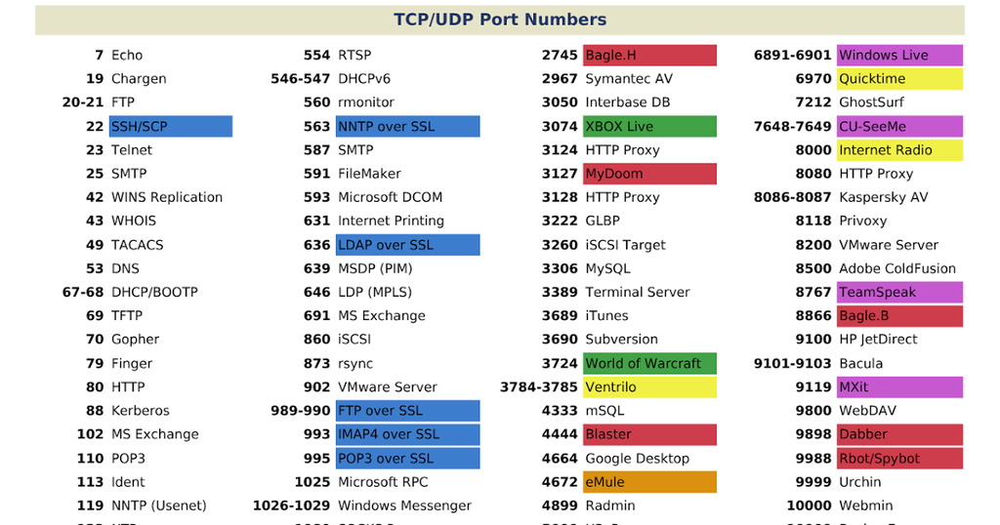 TCP/UDP Port Numbers
7 Echo
19 Chargen
20-21 FTP
22 SSH/SCP
23 Telnet
25 SMTP
42 WINS Replication
43 WHOIS
49 TACACS
53 DNS
67-68 DHCP/BOOTP
69 TFTP
70 Gopher
79 Finger
80 HTTP
88 Kerberos
102 MS Exchange
110 POP3
113 Ident
119 NNTP (Usenet)
554 RTSP
546-547 DHCPv6
560 rmonitor
563 NNTP over SSL
587 SMTP
591 FileMaker
593 Microsoft DCOM
631 Internet Printing
636 LDAP over SSL
639 MSDP (PIM)
646 LDP (MPLS)
691 MS Exchange
860 iSCSI
873 rsync
902 VMware Server
989-990 FTP over SSL
993 IMAP4 over SSL
995 POP3 over SSL
1025 Microsoft RPC
1026-1029 Windows Messenger
2745 Bagle.H
2967 Symantec AV
3050 Interbase DB
3074 XBOX Live
3124 HTTP Proxy
3127 MyDoom
3128 HTTP Proxy
3222 GLBP
3260 iSCSI Target
3306 MySQL
3389 Terminal Server
3689 iTunes
3690 Subversion
3724 World of Warcraft
3784-3785 Ventrilo
4333 mSQL
4444 Blaster
4664 Google Desktop
4672 eMule
4899 Radmin
6891-6901 Windows Live
6970 Quicktime
7212 GhostSurf
7648-7649 CU-SeeMe
8000 Internet Radio
8080 HTTP Proxy
8086-8087 Kaspersky AV
8118 Privoxy
8200 VMware Server
8500 Adobe ColdFusion
8767 TeamSpeak
8866 Bagle.B
9100 HP JetDirect
9101-9103 Bacula
9119 MXit
9800 WebDAV
9898 Dabber
9988 Rbot/Spybot
9999 Urchin
10000 Webmin